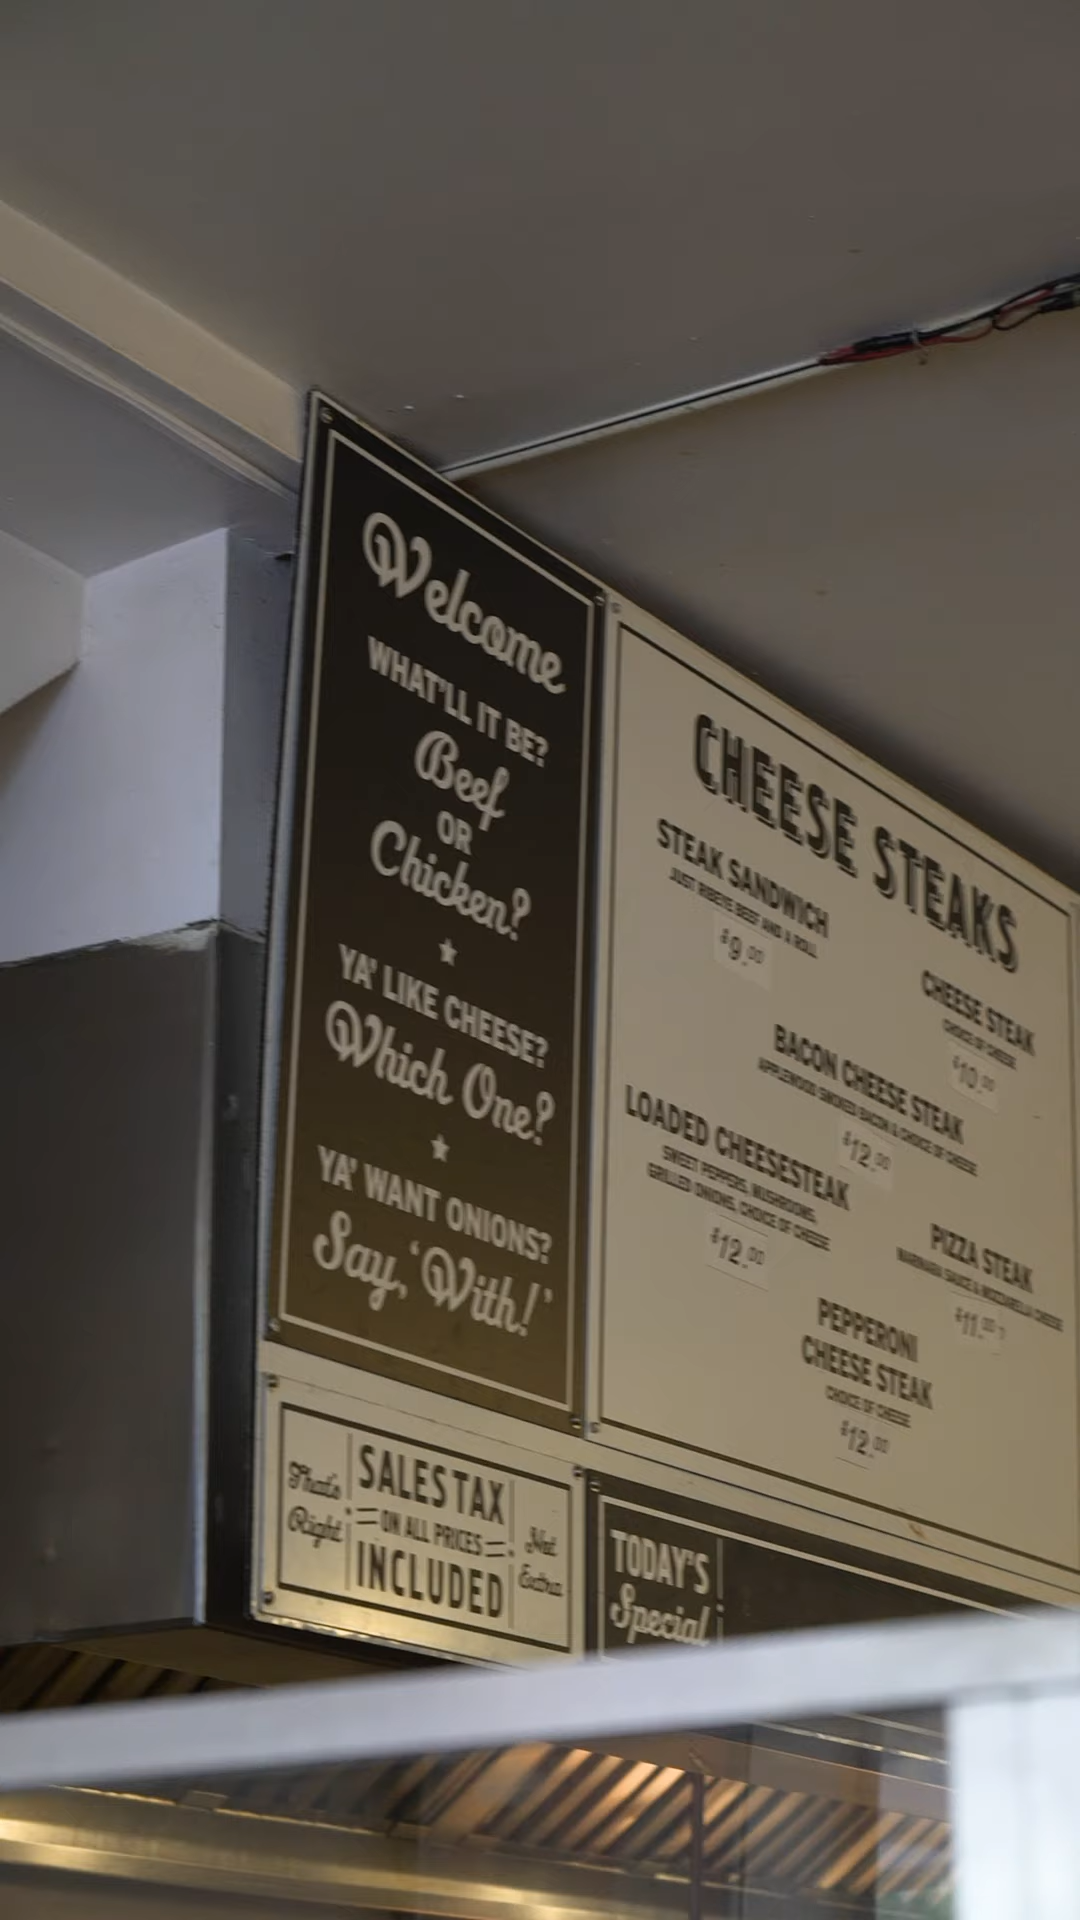 Welcome
WHAT'LL IT BE?
Beef
OR
Chicken?
YA' LIKE CHEESE?
Which One?
YA' WANT ONIONS?
Say, 'With!'
CHEESE STEAKS
STEAK SANDWICH
JUST RIBEYE BEEF AND A ROLL
$9.00
CHEESE STEAK
CHOICE OF CHEESE
$10.00
BACON CHEESE STEAK
APPLEWOOD SMOKED BACON & CHOICE OF CHEESE
$12.00
LOADED CHEESESTEAK
SWEET PEPPERS, MUSHROOMS,
GRILLED ONIONS, CHOICE OF CHEESE
$12.00
PIZZA STEAK
MARINARA SAUCE & MOZZARELLA CHEESE
$11.00
PEPPERONI
CHEESE STEAK
CHOICE OF CHEESE
$12.00
That's
Right
SALES TAX
ON ALL PRICES
INCLUDED
Not
Extra
TODAY'S
Special